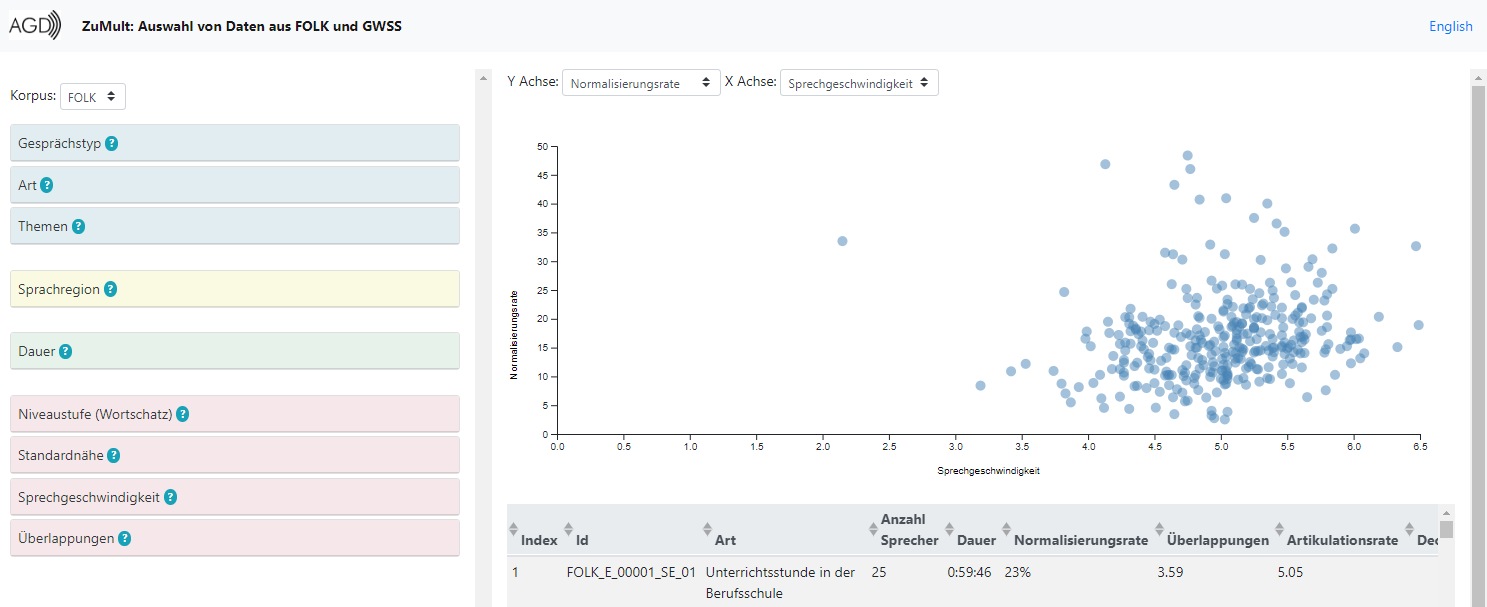 AGD ZuMult: Auswahl von Daten aus FOLK und GWSS English
Korpus: FOLK
Gesprächstyp ?
Art ?
Themen ?
Sprachregion ?
Dauer ?
Niveaustufe (Wortschatz) ?
Standardnähe ?
Sprechgeschwindigkeit ?
Überlappungen ?
Y Achse: Normalisierungsrate X Achse: Sprechgeschwindigkeit
50
45
40
35
30
25
20
15
10
5
0
Normalisierungsrate
0.0 0.5 1.0 1.5 2.0 2.5 3.0 3.5 4.0 4.5 5.0 5.5 6.0 6.5
Sprechgeschwindigkeit
Index Id Art Anzahl Sprecher Dauer Normalisierungsrate Überlappungen Artikulationsrate
1 FOLK_E_00001_SE_01 Unterrichtsstunde in der 25 0:59:46 23% 3.59 5.05
Berufsschule